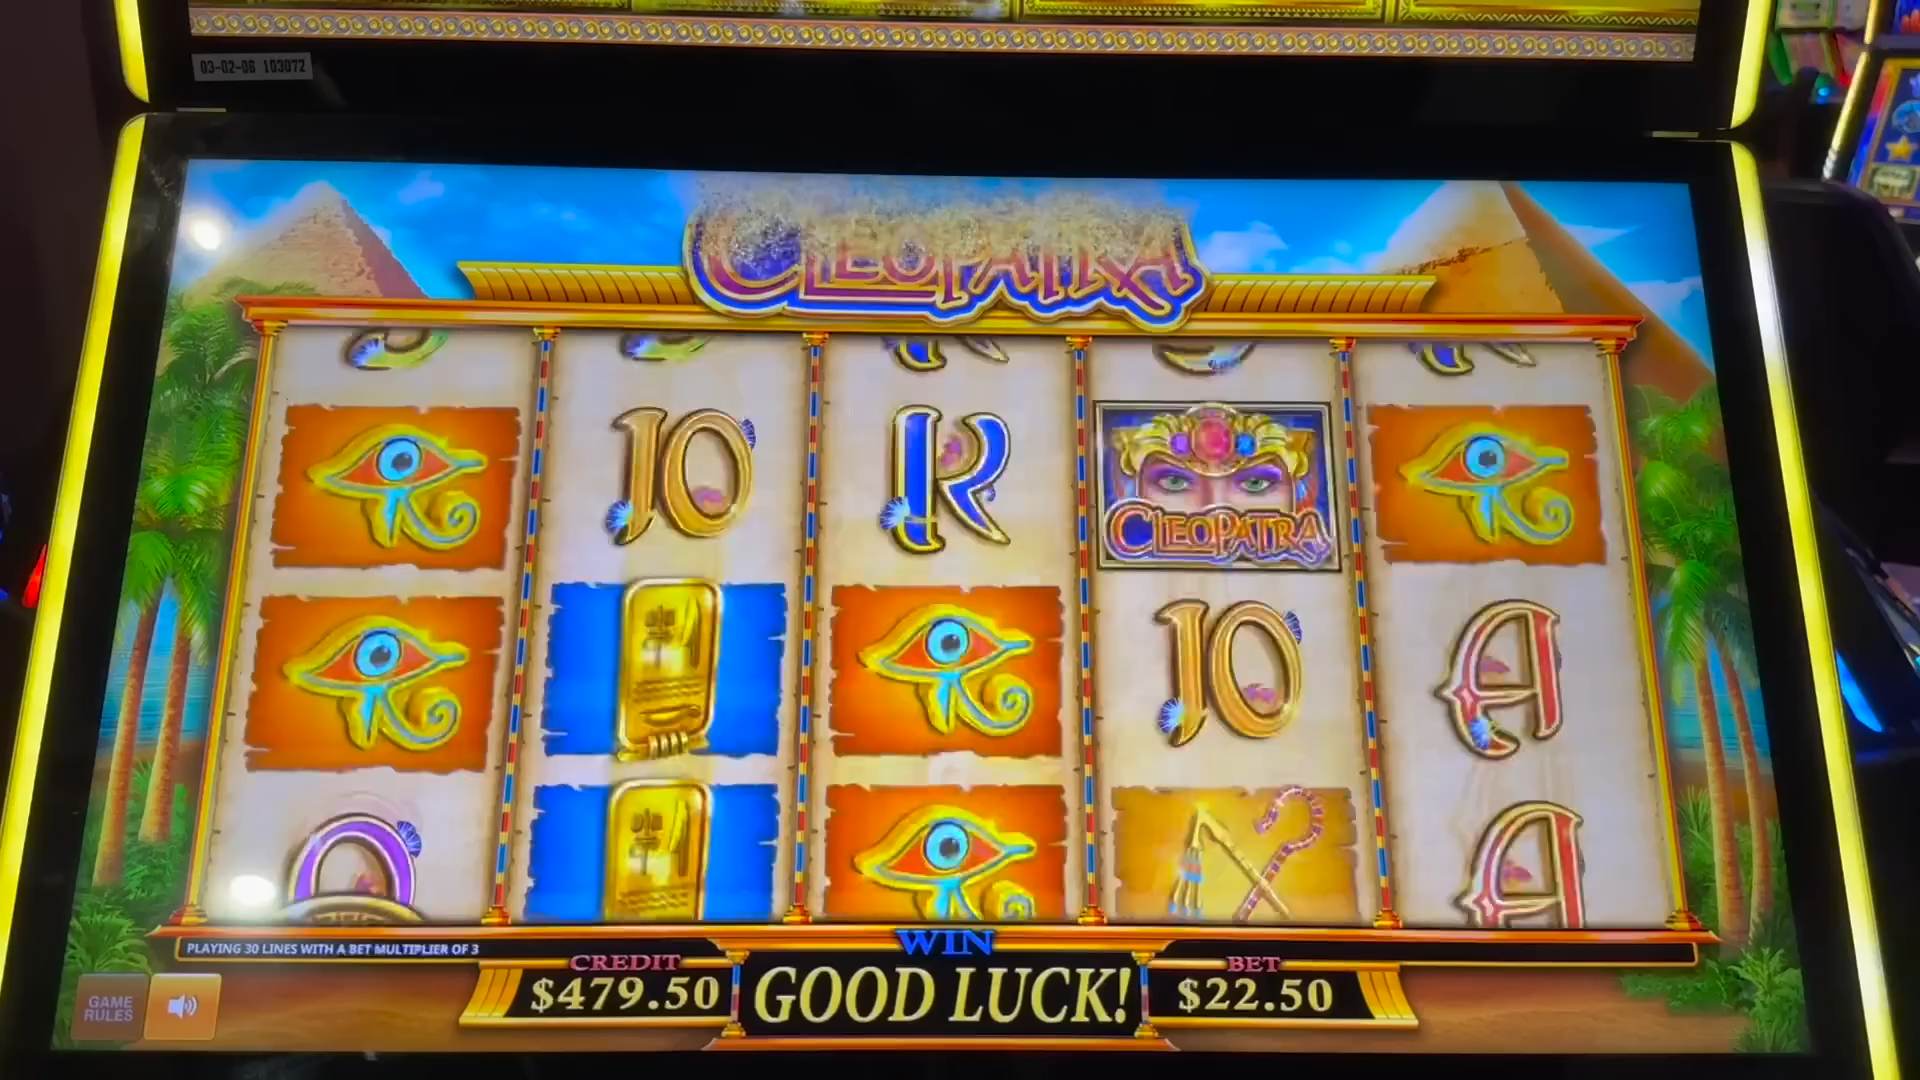 03-02-06 103072
CLEOPATRA
10
K
CLEOPATRA
10
A
Q
A
PLAYING 30 LINES WITH A BET MULTIPLIER OF 3
WIN
CREDIT
BET
$479.50
GOOD LUCK!
$22.50
GAME
RULES